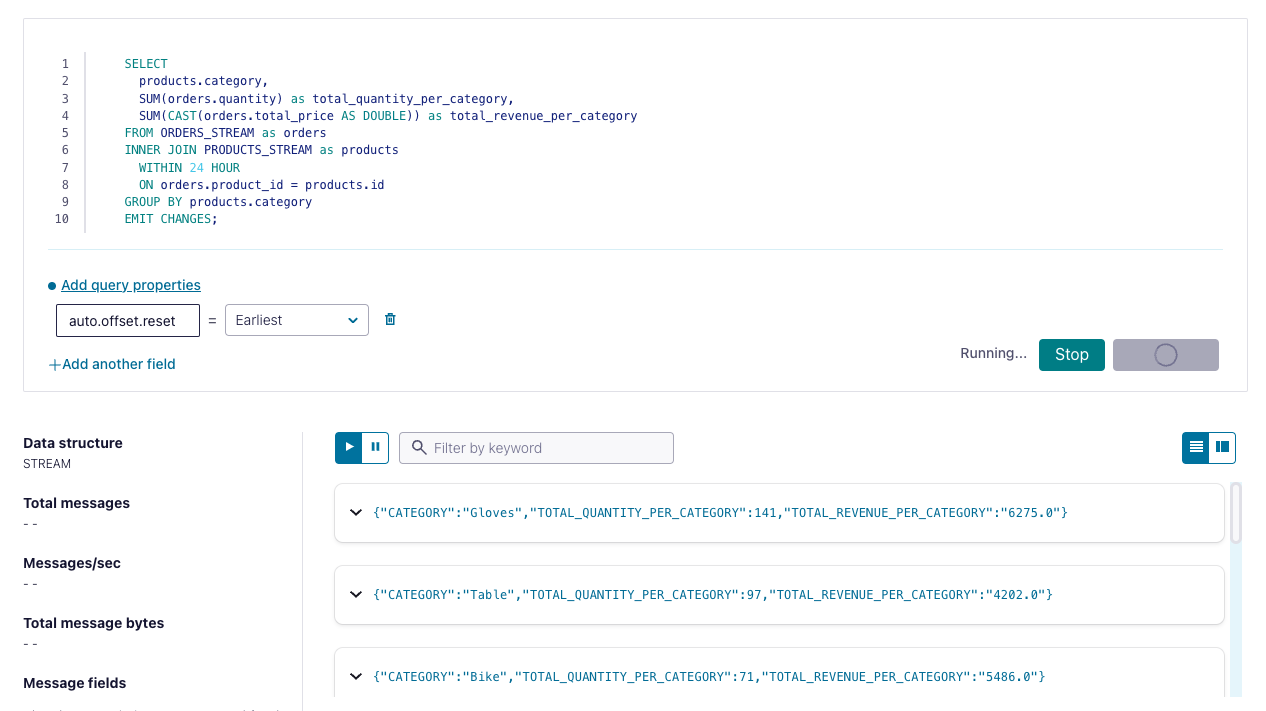 1 SELECT
2 products.category,
3 SUM(orders.quantity) as total_quantity_per_category,
4 SUM(CAST(orders.total_price AS DOUBLE)) as total_revenue_per_category
5 FROM ORDERS_STREAM as orders
6 INNER JOIN PRODUCTS_STREAM as products
7 WITHIN 24 HOUR
8 ON orders.product_id = products.id
9 GROUP BY products.category
10 EMIT CHANGES;
Add query properties
auto.offset.reset = Earliest
+Add another field
Running... Stop
Data structure
STREAM
Total messages
- -
Messages/sec
- -
Total message bytes
- -
Message fields
Filter by keyword
{"CATEGORY":"Gloves","TOTAL_QUANTITY_PER_CATEGORY":141,"TOTAL_REVENUE_PER_CATEGORY":"6275.0"}
{"CATEGORY":"Table","TOTAL_QUANTITY_PER_CATEGORY":97,"TOTAL_REVENUE_PER_CATEGORY":"4202.0"}
{"CATEGORY":"Bike","TOTAL_QUANTITY_PER_CATEGORY":71,"TOTAL_REVENUE_PER_CATEGORY":"5486.0"}